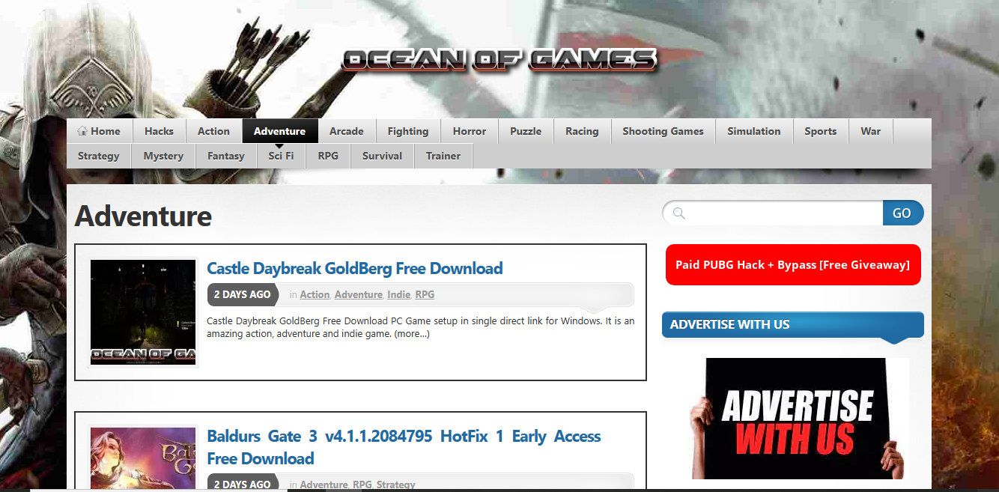 OCEAN OF GAMES
Home Hacks Action Adventure Arcade Fighting Horror Puzzle Racing Shooting Games Simulation Sports War
Strategy Mystery Fantasy Sci Fi RPG Survival Trainer
Adventure
GO
Castle Daybreak GoldBerg Free Download
2 DAYS AGO in Action, Adventure, Indie, RPG
Castle Daybreak GoldBerg Free Download PC Game setup in single direct link for Windows. It is an
amazing action, adventure and indie game. (more...)
OCEAN OF GA
Paid PUBG Hack + Bypass [Free Giveaway]
ADVERTISE WITH US
ADVERTISE
WITH US
Baldurs Gate 3 v4.1.1.2084795 HotFix 1 Early Access
Free Download
2 DAYS AGO in Adventure, RPG, Strategy